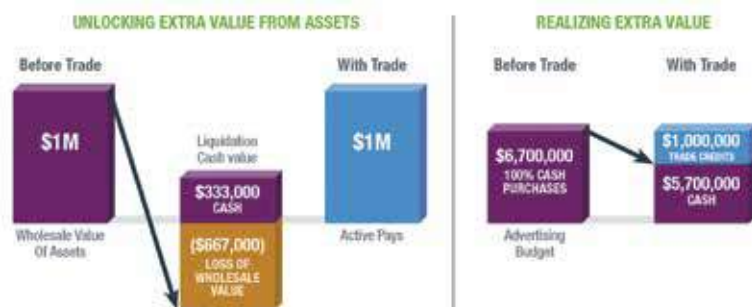 UNLOCKING EXTRA VALUE FROM ASSETS
Before Trade
With Trade
$1M
Liquidation
Cash value
$333,000
CASH
($667,000)
LOSS OF
WHOLESALE
VALUE
$1M
Wholesale Value
Of Assets
Active Pays
REALIZING EXTRA VALUE
Before Trade
With Trade
$6,700,000
100% CASH
PURCHASES
$1,000,000
TRADE CREDITS
$5,700,000
CASH
Advertising
Budget